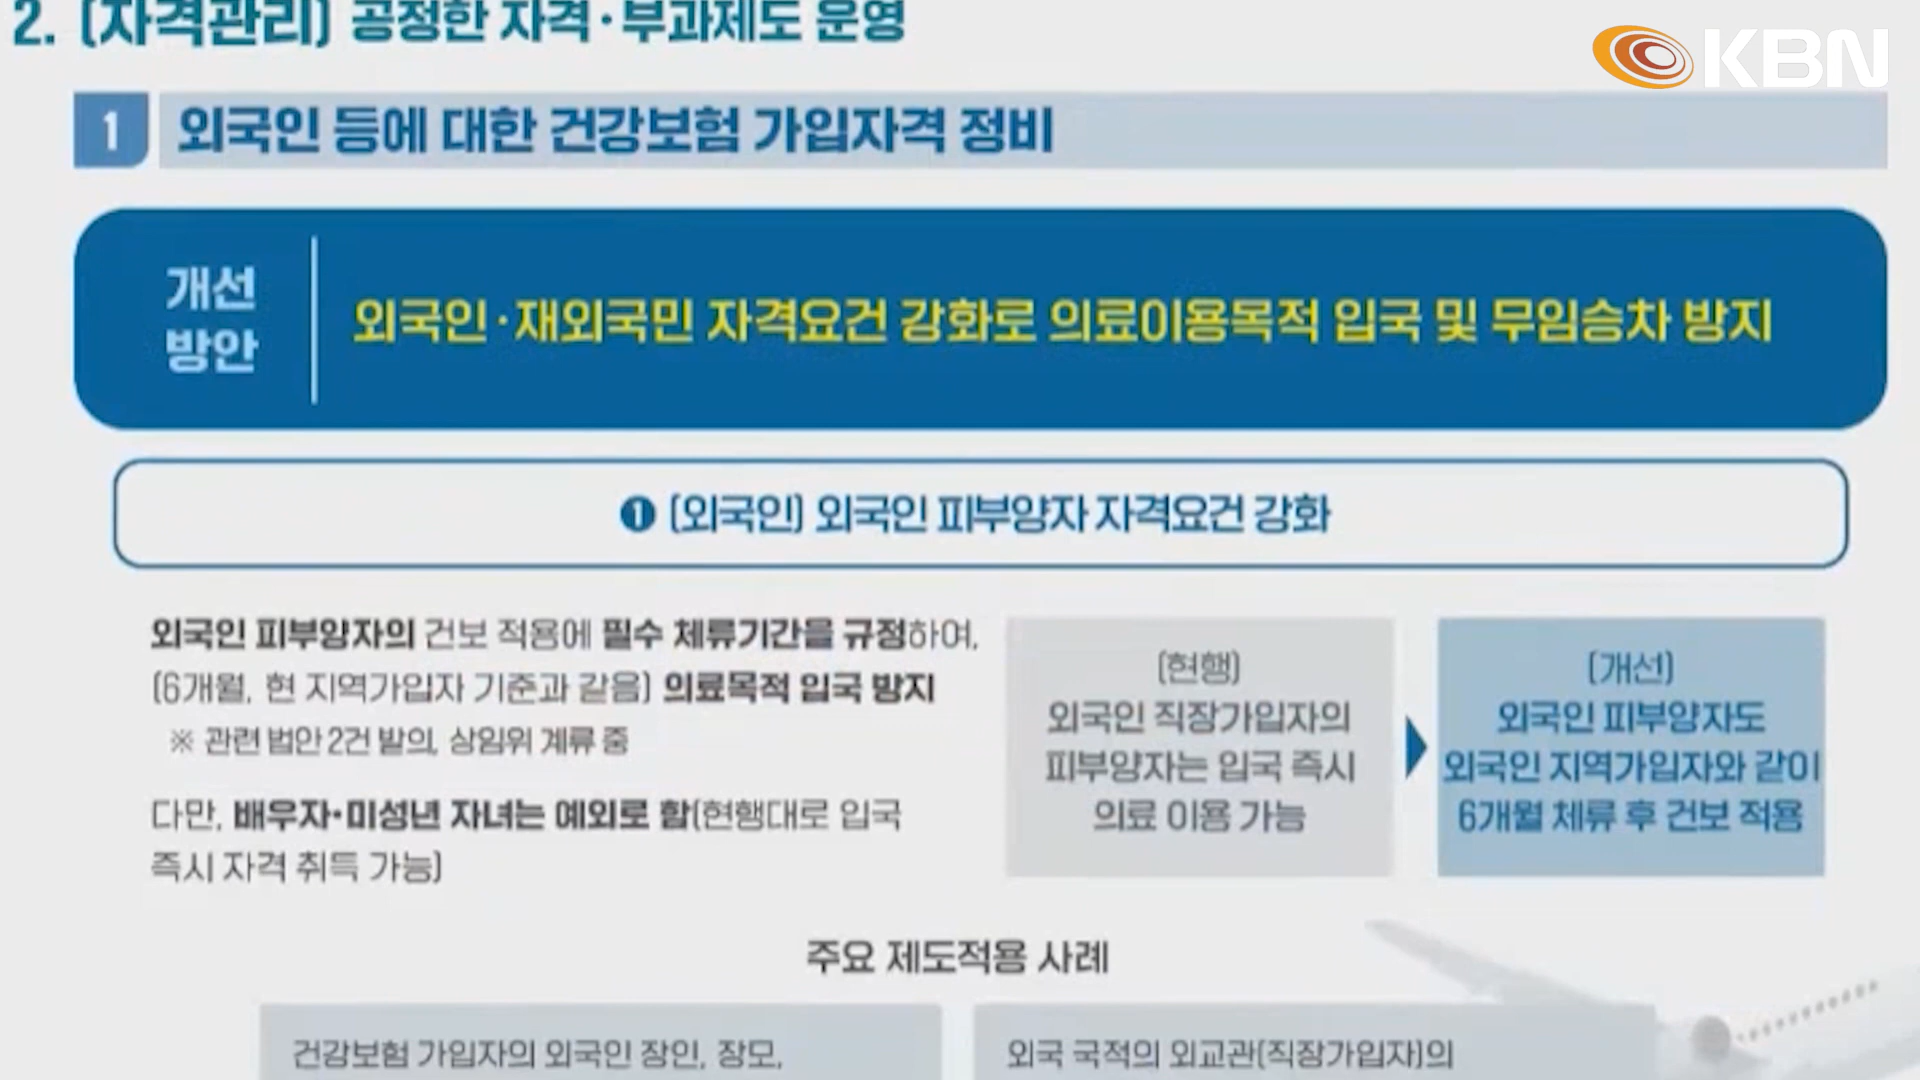 2. (자격관리) 공정한 자격·부과제도 운영
KBN
1 외국인 등에 대한 건강보험 가입자격 정비
개선
방안
외국인·재외국민 자격요건 강화로 의료이용목적 입국 및 무임승차 방지
❶ (외국인) 외국인 피부양자 자격요건 강화
외국인 피부양자의 건보 적용에 필수 체류기간을 규정하여,
(6개월, 현 지역가입자 기준과 같음) 의료목적 입국 방지
※ 관련 법안 2건 발의, 상임위 계류 중
다만, 배우자·미성년 자녀는 예외로 함(현행대로 입국
즉시 자격 취득 가능)
(현행)
외국인 직장가입자의
피부양자는 입국 즉시
의료 이용 가능
(개선)
외국인 피부양자도
외국인 지역가입자와 같이
6개월 체류 후 건보 적용
주요 제도적용 사례
건강보험 가입자의 외국인 장인, 장모,
외국 국적의 외교관(직장가입자)의